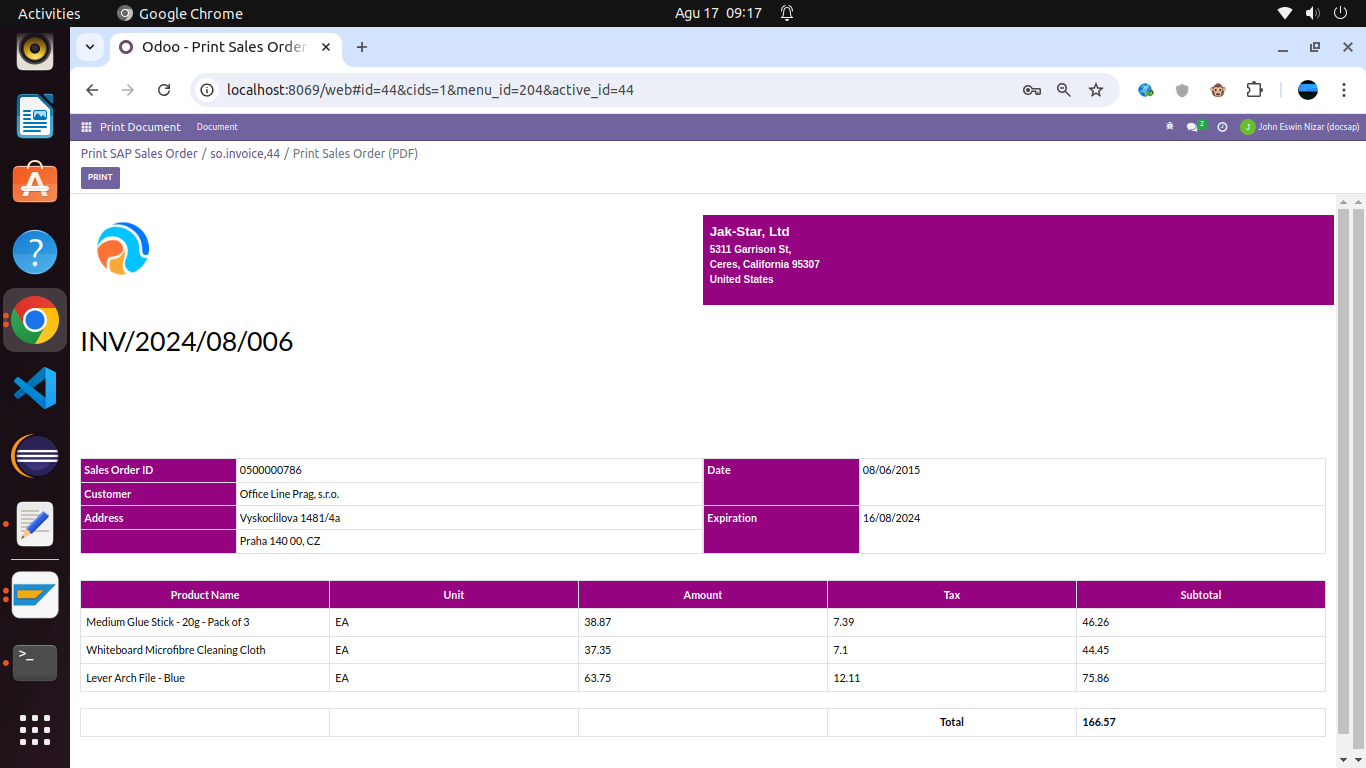 Activities Google Chrome Agu 17 09:17
Odoo - Print Sales Order
localhost:8069/web#id=44&cids=1&menu_id=204&active_id=44
Print Document Document 2 J John Eswin Nizar (docsap)
Print SAP Sales Order / so.invoice,44 / Print Sales Order (PDF)
PRINT
Jak-Star, Ltd
5311 Garrison St,
Ceres, California 95307
United States
INV/2024/08/006
Sales Order ID 0500000786 Date 08/06/2015
Customer Office Line Prag, s.r.o.
Address Vyskoclilova 1481/4a Expiration 16/08/2024
Praha 140 00, CZ
Product Name Unit Amount Tax Subtotal
Medium Glue Stick - 20g - Pack of 3 EA 38.87 7.39 46.26
Whiteboard Microfibre Cleaning Cloth EA 37.35 7.1 44.45
Lever Arch File - Blue EA 63.75 12.11 75.86
Total 166.57